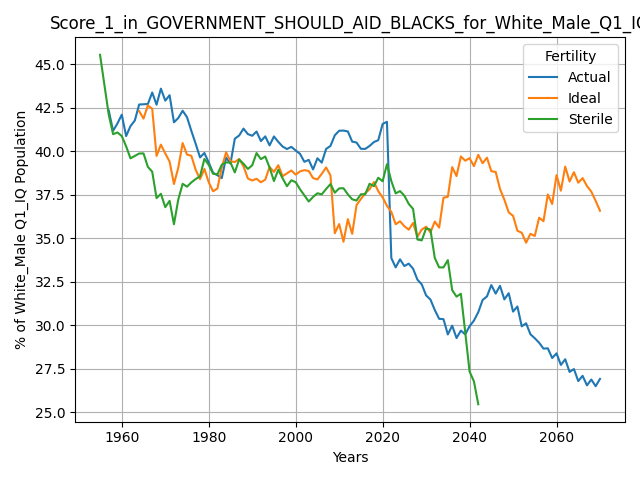 Score_1_in_GOVERNMENT_SHOULD_AID_BLACKS_for_White_Male_Q1_IQ
Fertility
Actual
Ideal
Sterile
% of White_Male Q1_IQ Population
45.0
42.5
40.0
37.5
35.0
32.5
30.0
27.5
25.0
1960 1980 2000 2020 2040 2060
Years